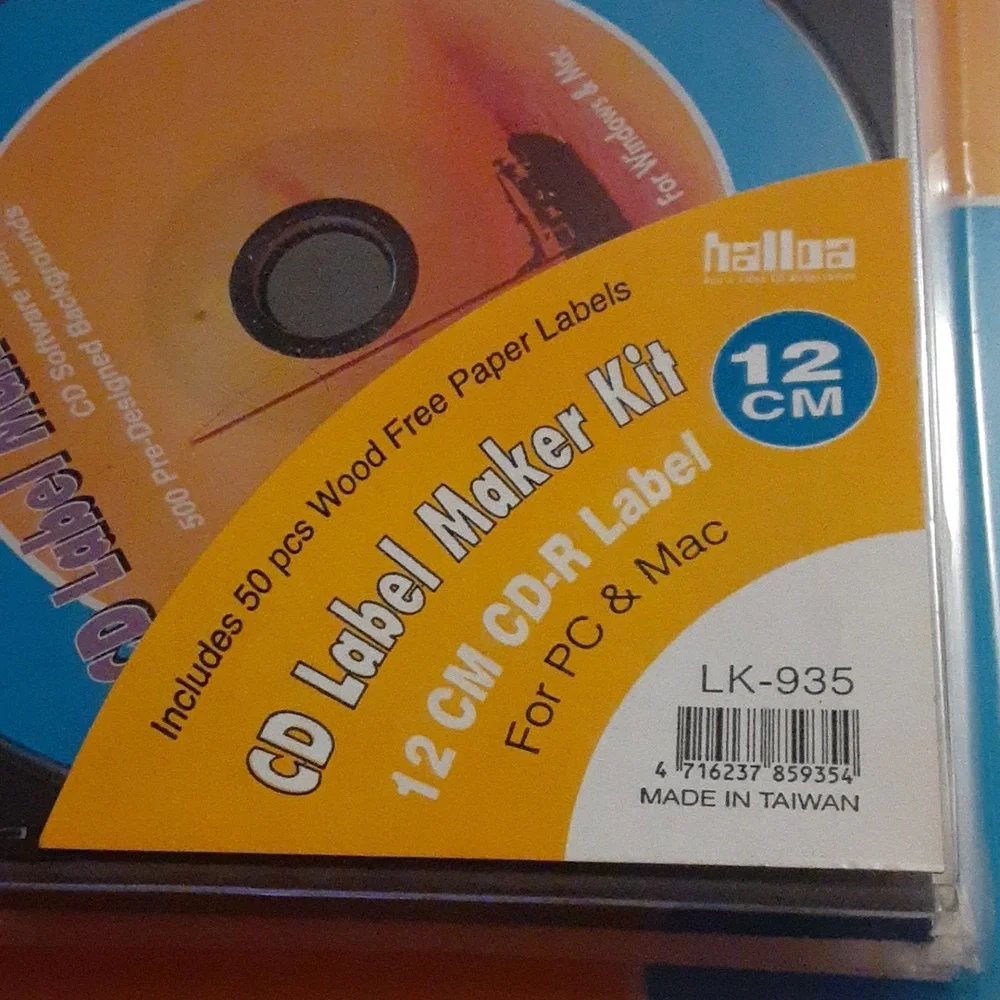 For Windows & Mac
CD Label
CD Software
500 Pre-Designed Backgrounds
halloa
12
CM
Includes 50 pcs Wood Free Paper Labels
CD Label Maker Kit
12 CM CD-R Label
For PC & Mac
LK-935
4 716237 859354
MADE IN TAIWAN